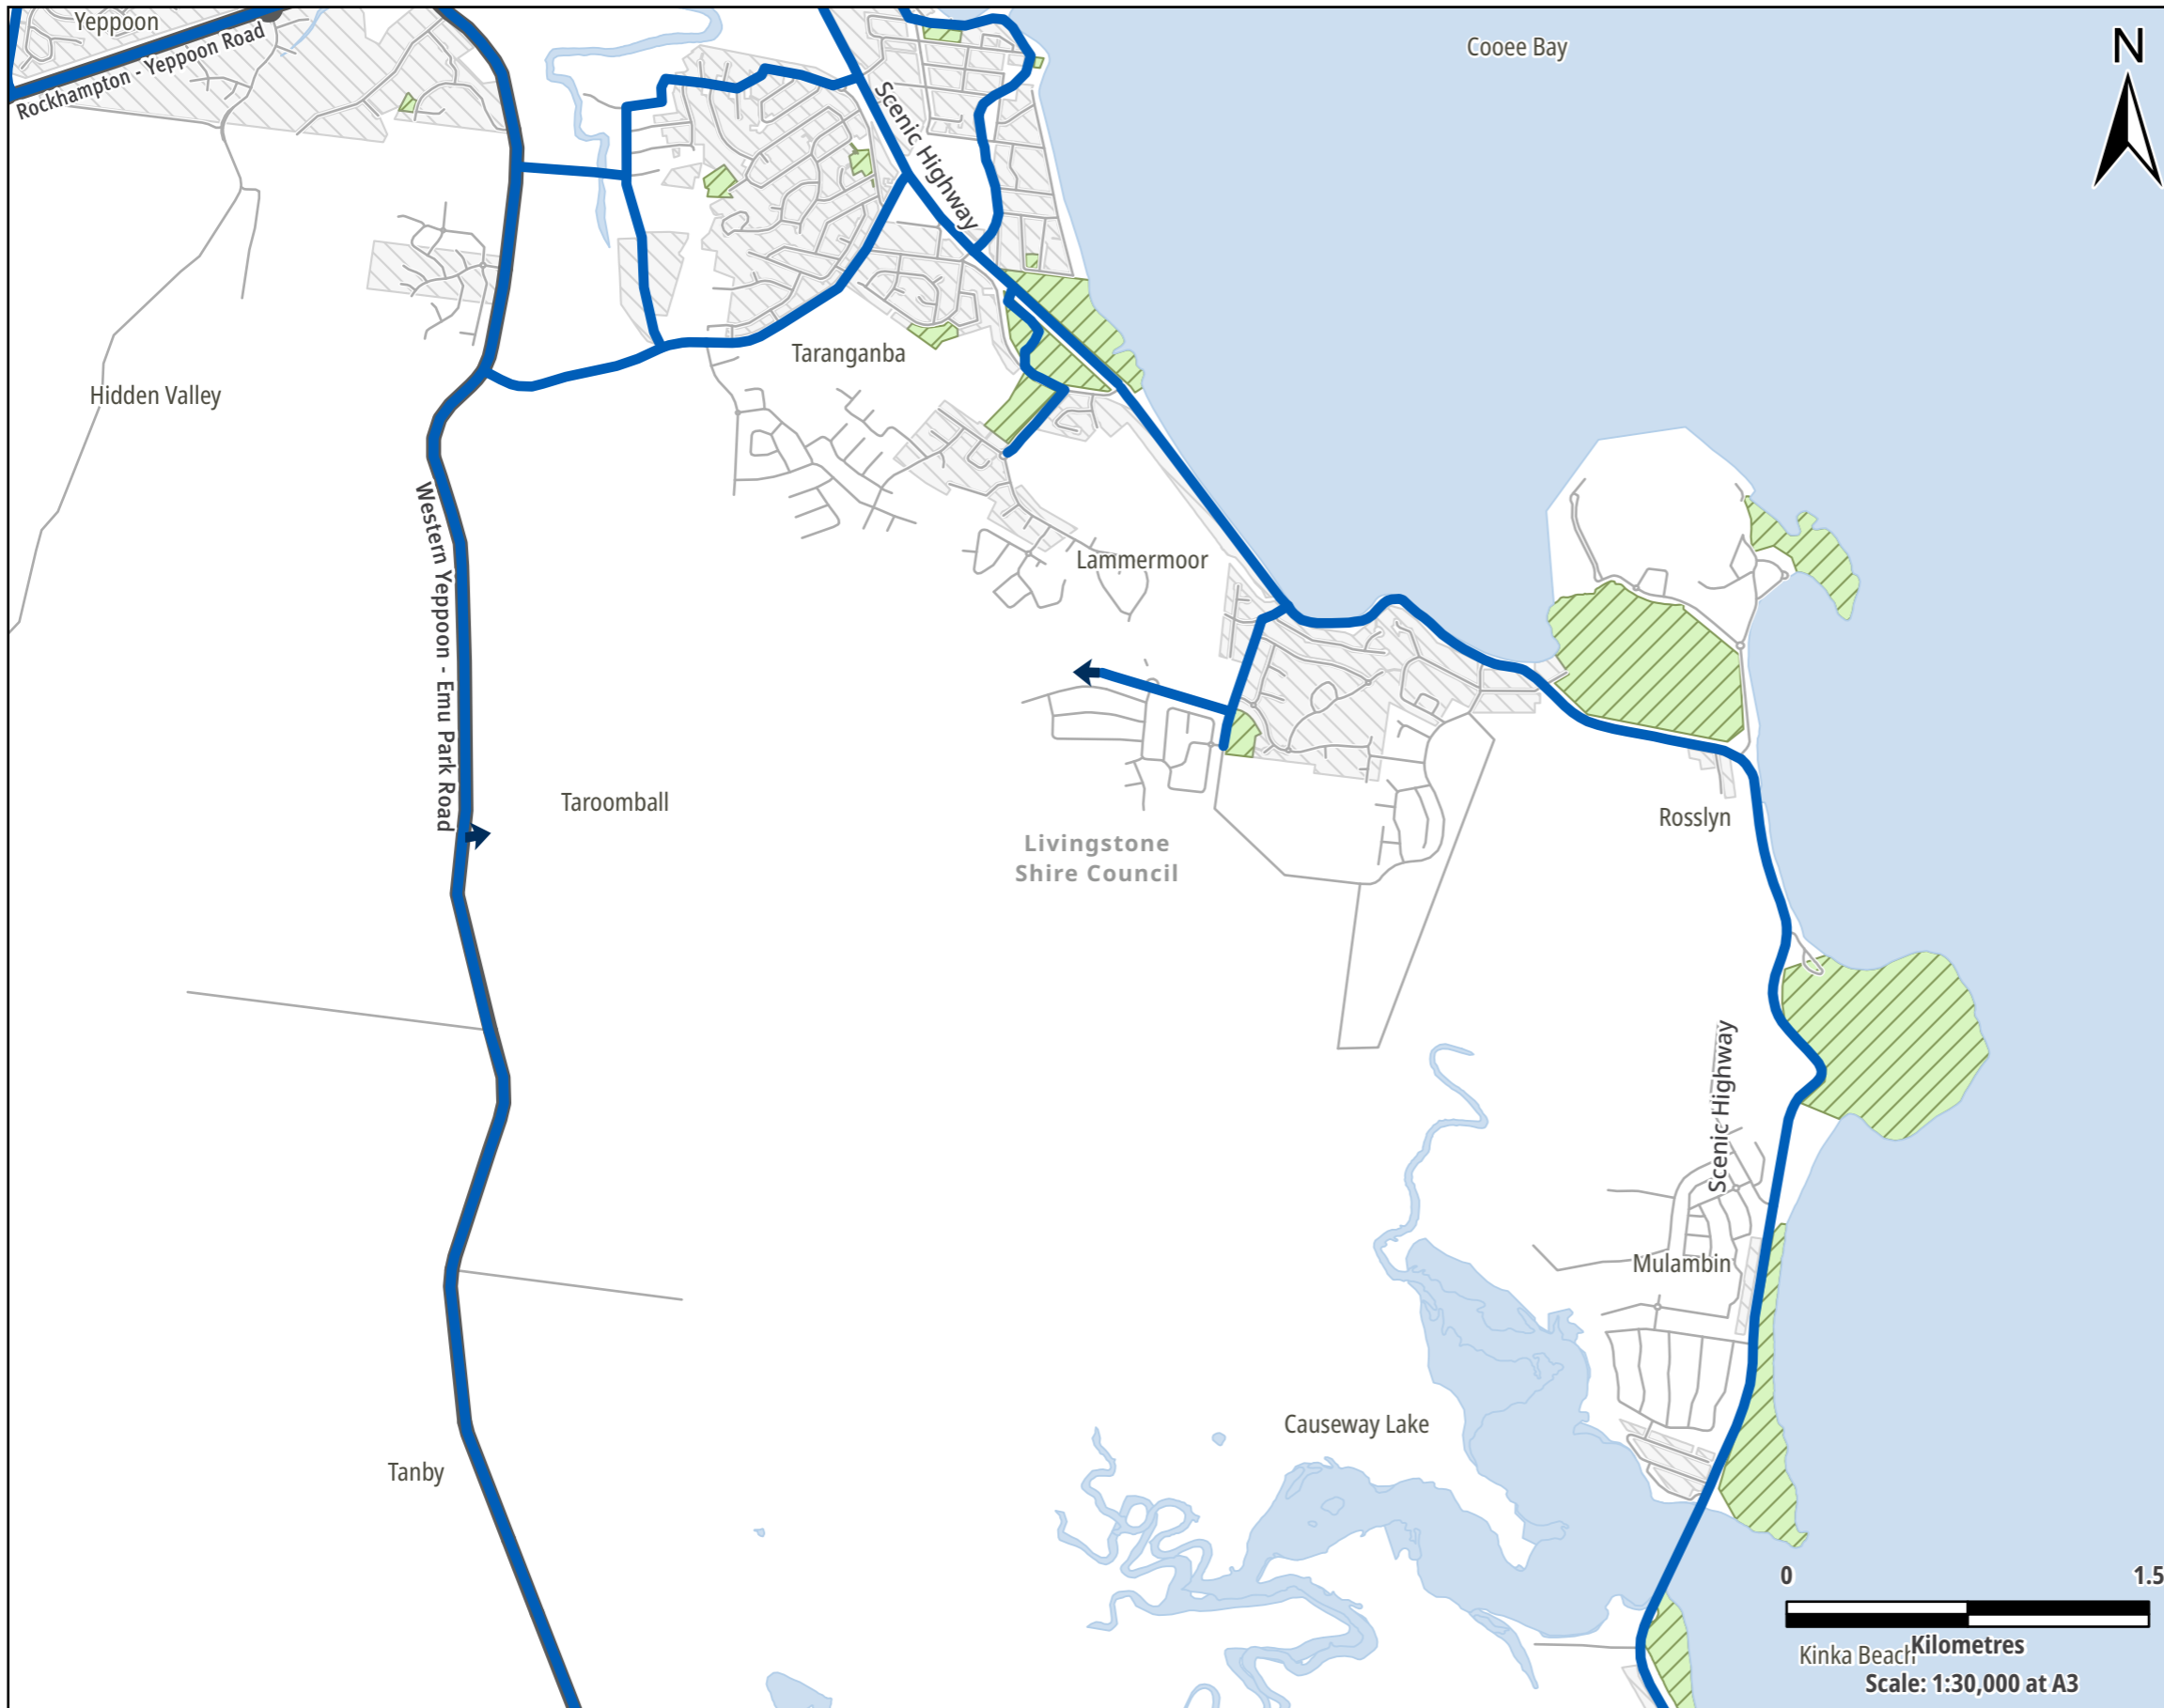 Yeppoon
Rockhampton - Yeppoon Road
Cooee Bay
N
Scenic Highway
Taranganba
Hidden Valley
Western Yeppoon - Emu Park Road
Lammermoor
Taroomball
Rosslyn
Livingstone
Shire Council
Scenic Highway
Mulambin
Causeway Lake
Tanby
0 1.5
Kilometres
Kinka Beach
Scale: 1:30,000 at A3